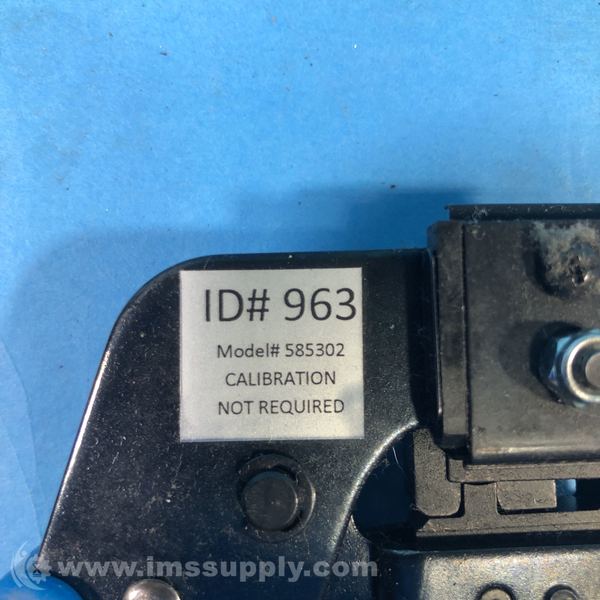 ID# 963
Model# 585302
CALIBRATION
NOT REQUIRED
www.imssupply.com